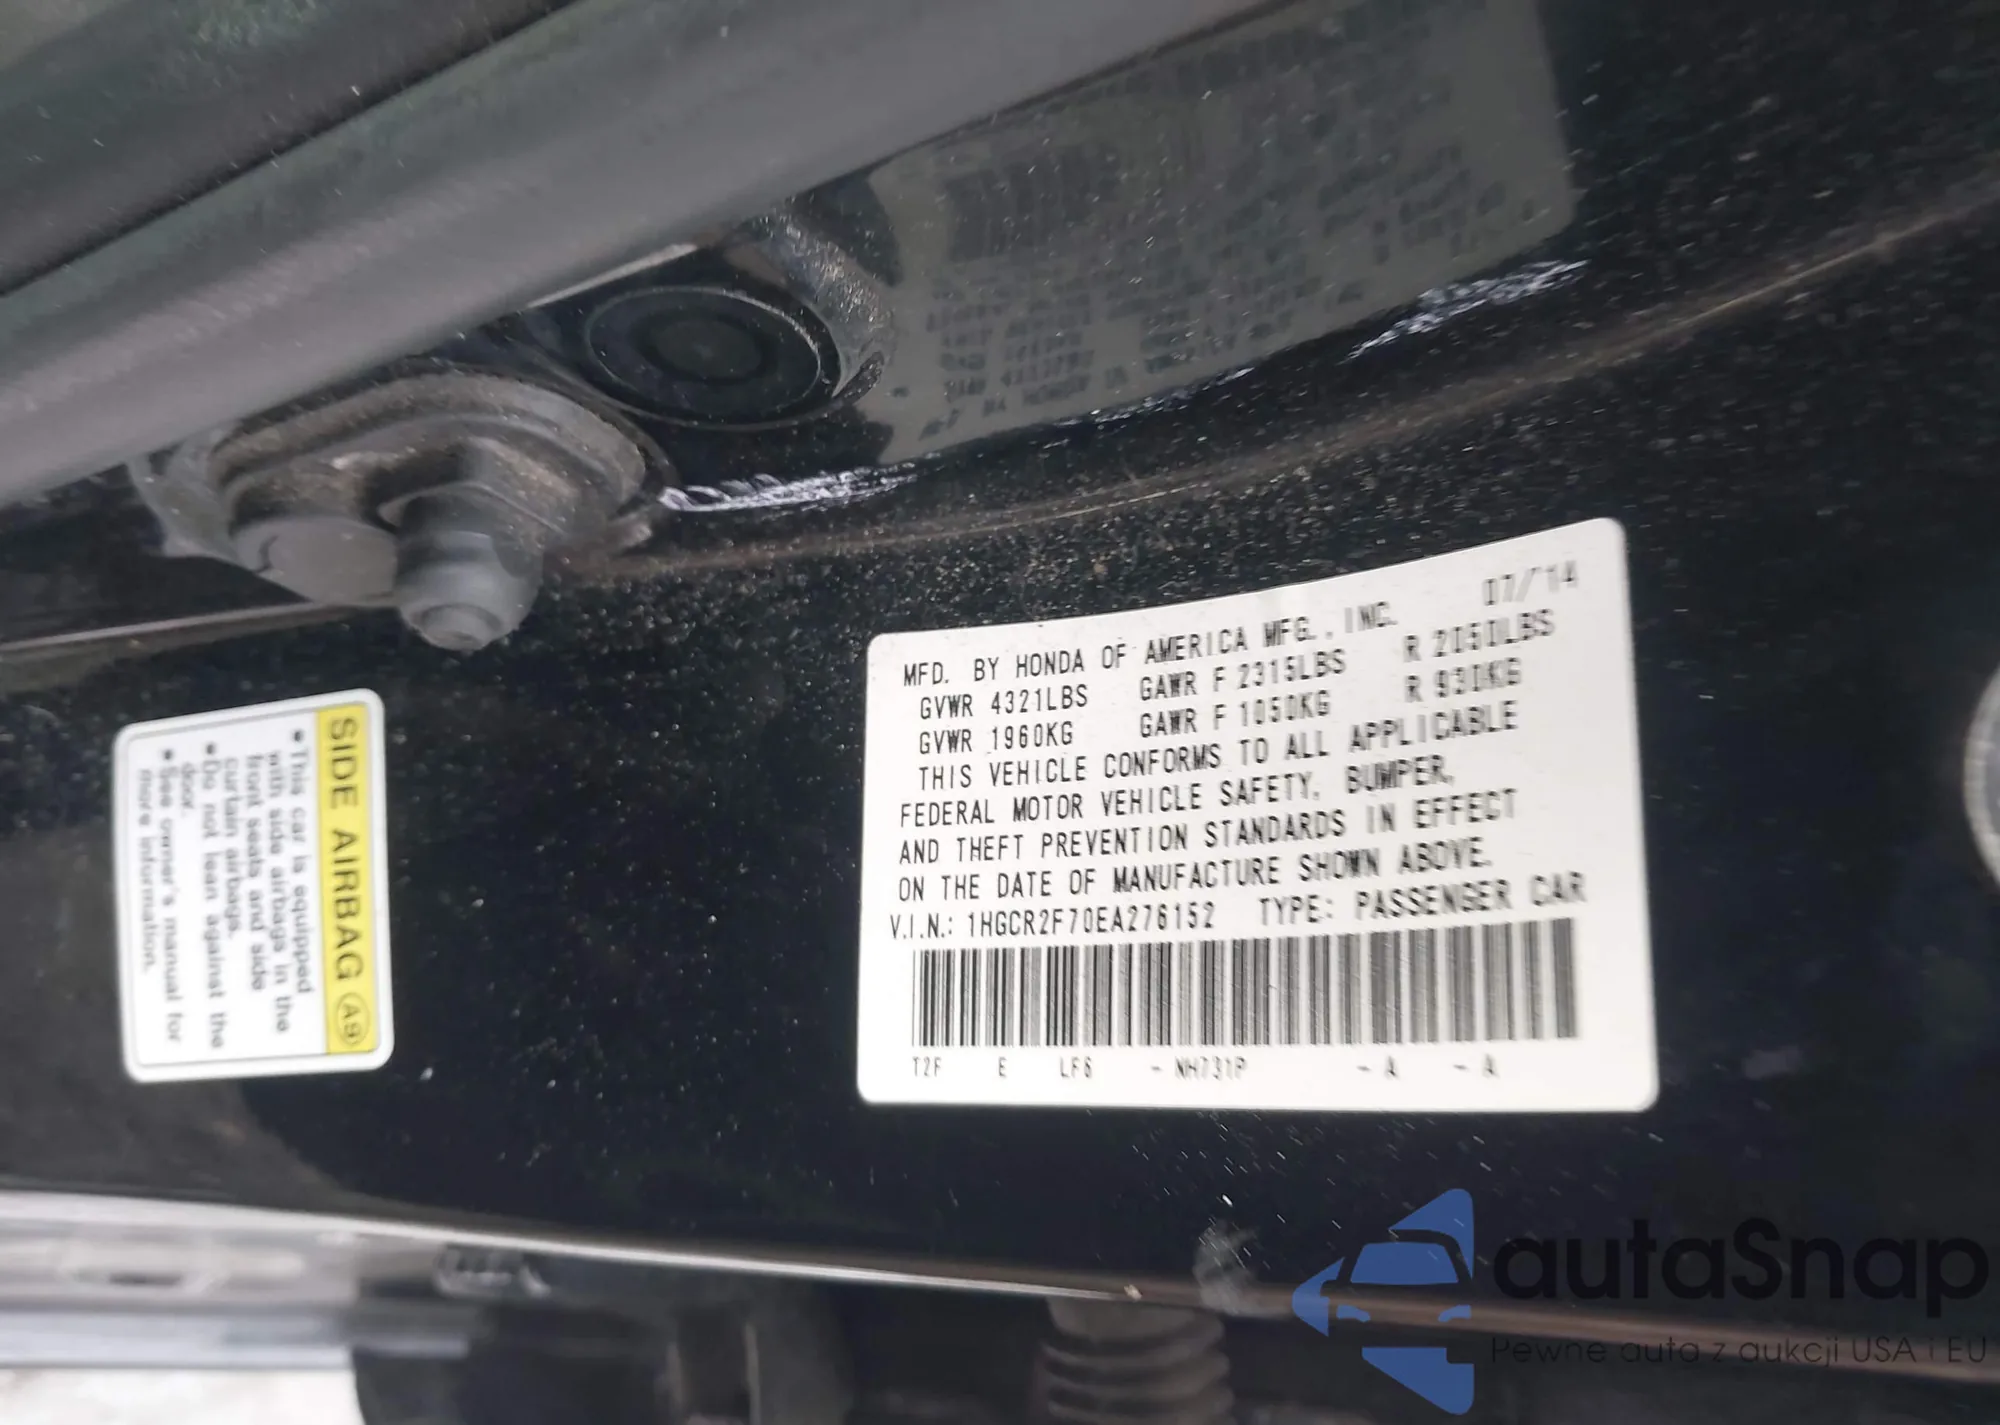 MFD. BY HONDA OF AMERICA MFG., INC. 07/'14
GVWR 4321LBS GAWR F 2315LBS R 2050LBS
GVWR 1960KG GAWR F 1050KG R 930KG
THIS VEHICLE CONFORMS TO ALL APPLICABLE
FEDERAL MOTOR VEHICLE SAFETY, BUMPER,
AND THEFT PREVENTION STANDARDS IN EFFECT
ON THE DATE OF MANUFACTURE SHOWN ABOVE.
V.I.N.: 1HGCR2F70EA276152 TYPE: PASSENGER CAR
T2F E LF6 - NH731P - A - A
SIDE AIRBAG A9
•This car is equipped
with side airbags in the
front seats and side
curtain airbags.
•Do not lean against the
door.
•See owner's manual for
more information.
autaSnap
Pewne auta z aukcji USA i EU